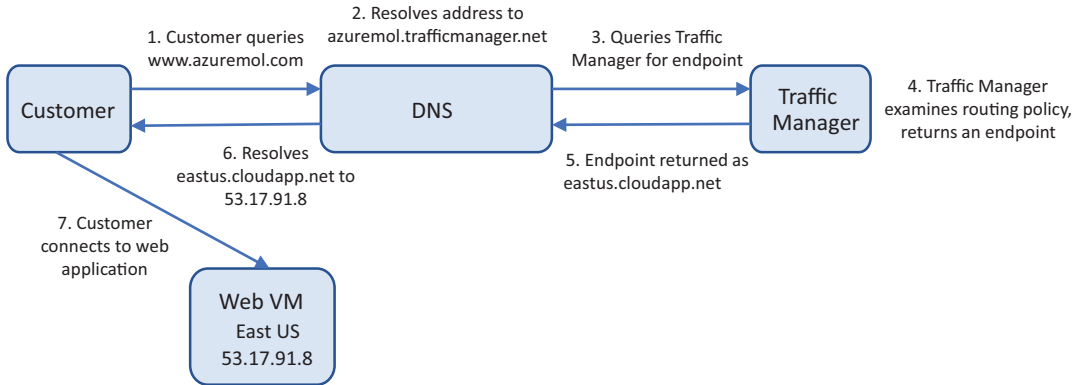 1. Customer queries
www.azuremol.com
2. Resolves address to
azuremol.trafficmanager.net
3. Queries Traffic
Manager for endpoint
Customer
DNS
Traffic
Manager
4. Traffic Manager
examines routing policy,
returns an endpoint
5. Endpoint returned as
eastus.cloudapp.net
6. Resolves
eastus.cloudapp.net to
53.17.91.8
7. Customer
connects to web
application
Web VM
East US
53.17.91.8